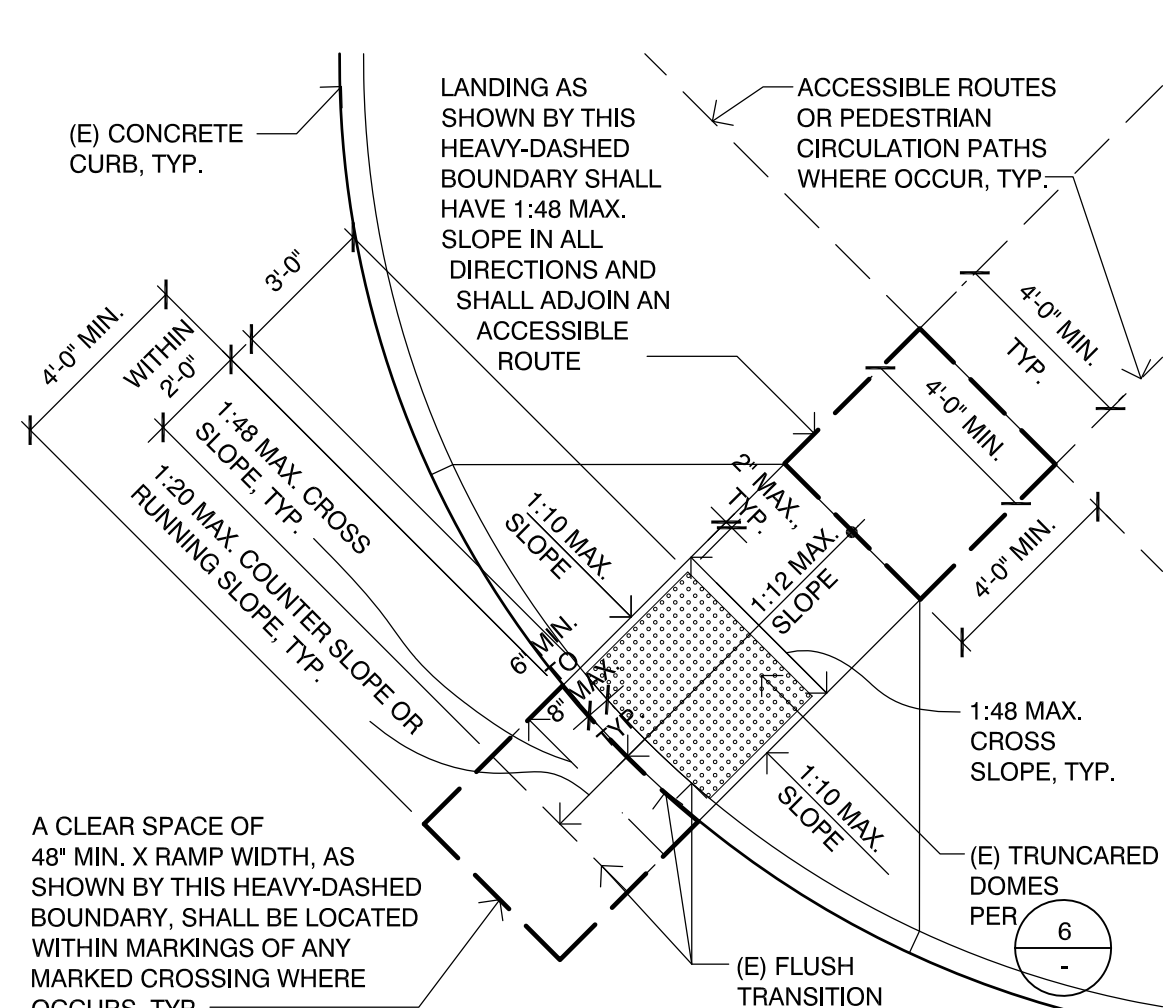 (E) CONCRETE
CURB, TYP.
LANDING AS
SHOWN BY THIS
HEAVY-DASHED
BOUNDARY SHALL
HAVE 1:48 MAX.
SLOPE IN ALL
DIRECTIONS AND
SHALL ADJOIN AN
ACCESSIBLE
ROUTE
ACCESSIBLE ROUTES
OR PEDESTRIAN
CIRCULATION PATHS
WHERE OCCUR, TYP.
3'-0"
4'-0" MIN.
WITHIN
2'-0"
1:48 MAX. CROSS
SLOPE, TYP.
1:20 MAX. COUNTER SLOPE OR
RUNNING SLOPE, TYP.
4'-0" MIN.
TYP.
4'-0" MIN.
4'-0" MIN.
2" MAX.,
TYP.
1:10 MAX.
SLOPE
1:12 MAX.
SLOPE
6" MIN.
TO
8" MAX.
TYP.
1:48 MAX.
CROSS
SLOPE, TYP.
1:10 MAX.
SLOPE
(E) TRUNCARED
DOMES
PER
6
-
(E) FLUSH
TRANSITION
A CLEAR SPACE OF
48" MIN. X RAMP WIDTH, AS
SHOWN BY THIS HEAVY-DASHED
BOUNDARY, SHALL BE LOCATED
WITHIN MARKINGS OF ANY
MARKED CROSSING WHERE
OCCURS, TYP.